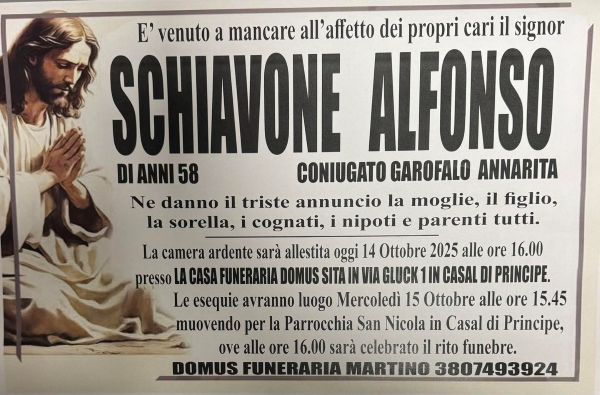 E' venuto a mancare all'affetto dei propri cari il signor
SCHIAVONE ALFONSO
DI ANNI 58 CONIUGATO GAROFALO ANNARITA
Ne danno il triste annuncio la moglie, il figlio,
la sorella, i cognati, i nipoti e parenti tutti.
La camera ardente sarà allestita oggi 14 Ottobre 2025 alle ore 16.00
presso LA CASA FUNERARIA DOMUS SITA IN VIA GLUCK 1 IN CASAL DI PRINCIPE.
Le esequie avranno luogo Mercoledì 15 Ottobre alle ore 15.45
muovendo per la Parrocchia San Nicola in Casal di Principe,
ove alle ore 16.00 sarà celebrato il rito funebre.
DOMUS FUNERARIA MARTINO 3807493924